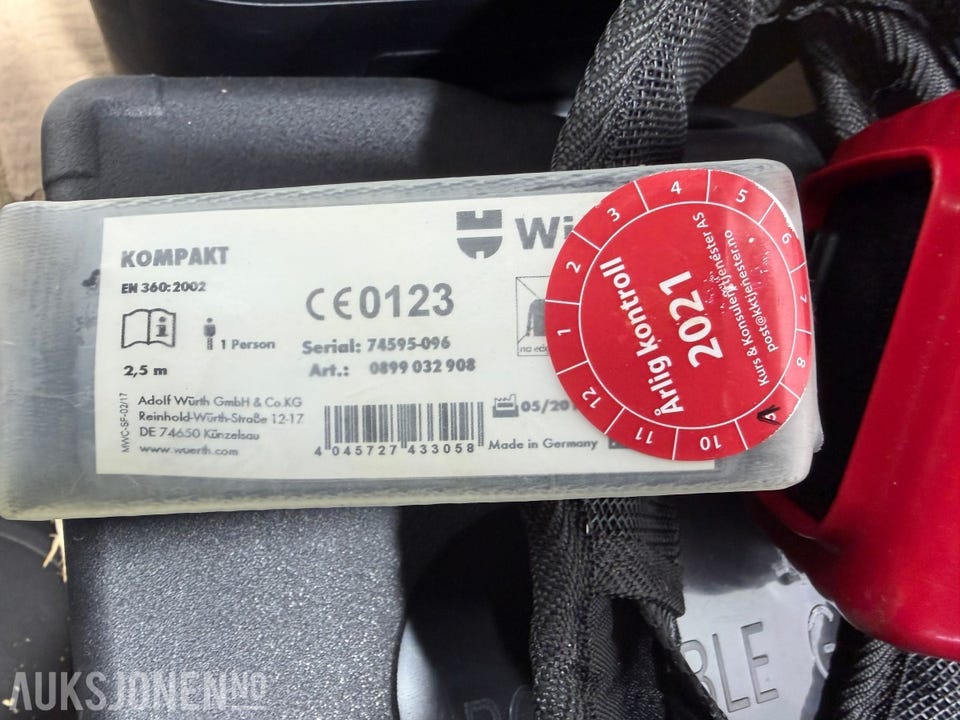 KOMPAKT
EN 360:2002
CE0123
1 Person
2,5 m
Serial: 74595-096
Art.: 0899 032 908
Adolf Würth GmbH & Co.KG
Reinhold-Würth-Straße 12-17
DE 74650 Künzelsau
www.wuerth.com
MWC-SF-02/17
4 045727 433058
05/201
Made in Germany
Wü
1 2 3 4 5 6 7 8 10 11 12
Årlig kontroll
2021
Kurs & Konsulenttjenester AS
post@kktjenester.no
BLE
AUKSJONEN.NO